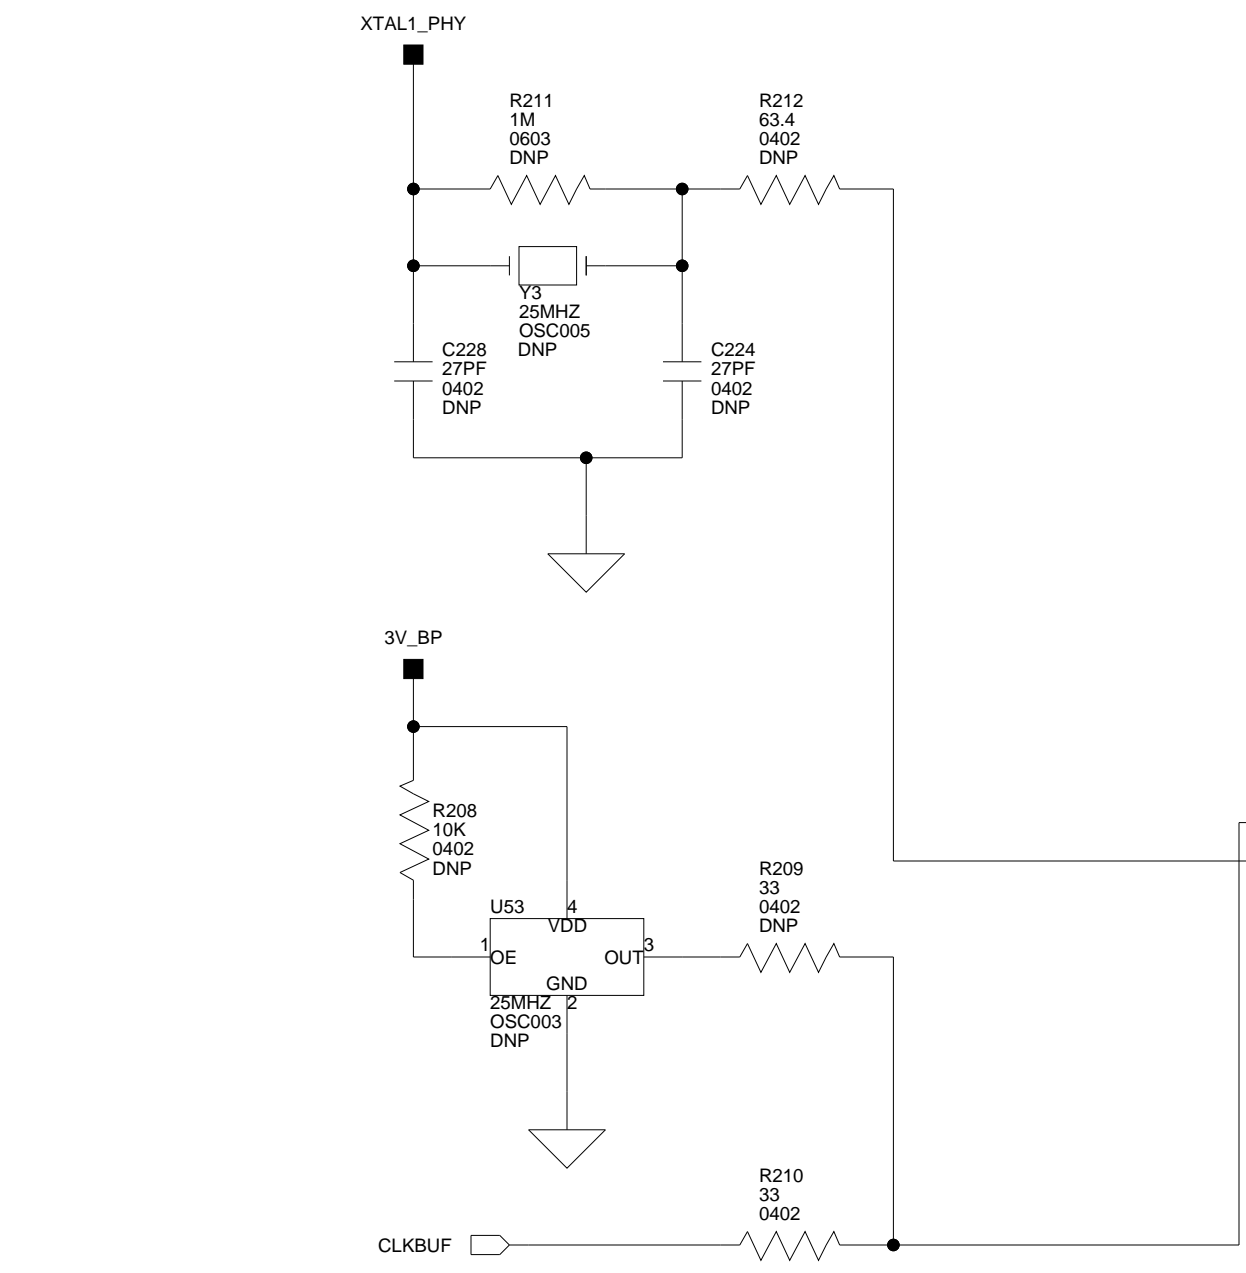 XTAL1_PHY
R211
1M
0603
DNP
R212
63.4
0402
DNP
Y3
25MHZ
OSC005
DNP
C228
27PF
0402
DNP
C224
27PF
0402
DNP
3V_BP
R208
10K
0402
DNP
U53
4
VDD
1
OE
OUT
3
GND
2
25MHZ
OSC003
DNP
R209
33
0402
DNP
R210
33
0402
CLKBUF